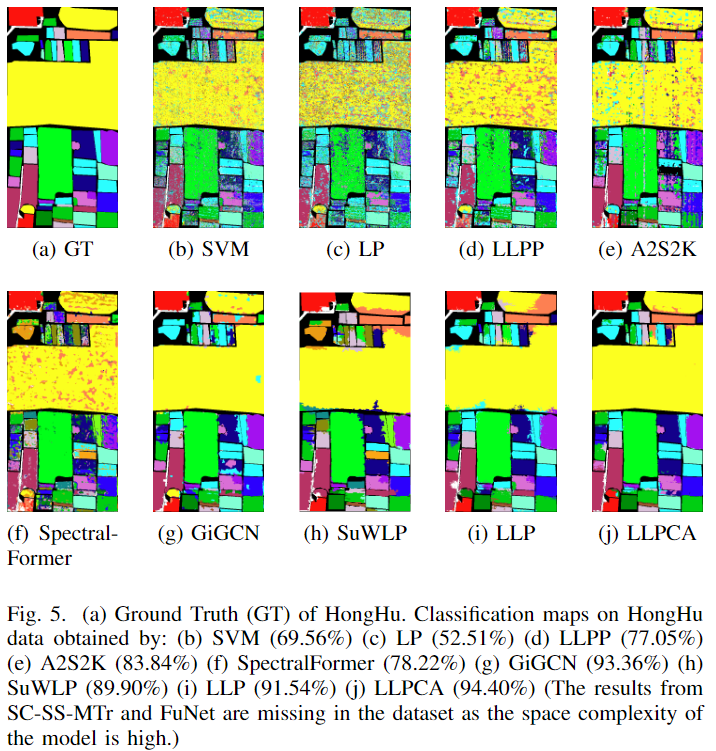 (a) GT
(b) SVM
(c) LP
(d) LLPP
(e) A2S2K
(f) Spectral-
Former
(g) GiGCN
(h) SuWLP
(i) LLP
(j) LLPCA
Fig. 5. (a) Ground Truth (GT) of HongHu. Classification maps on HongHu
data obtained by: (b) SVM (69.56%) (c) LP (52.51%) (d) LLPP (77.05%)
(e) A2S2K (83.84%) (f) SpectralFormer (78.22%) (g) GiGCN (93.36%) (h)
SuWLP (89.90%) (i) LLP (91.54%) (j) LLPCA (94.40%) (The results from
SC-SS-MTr and FuNet are missing in the dataset as the space complexity of
the model is high.)